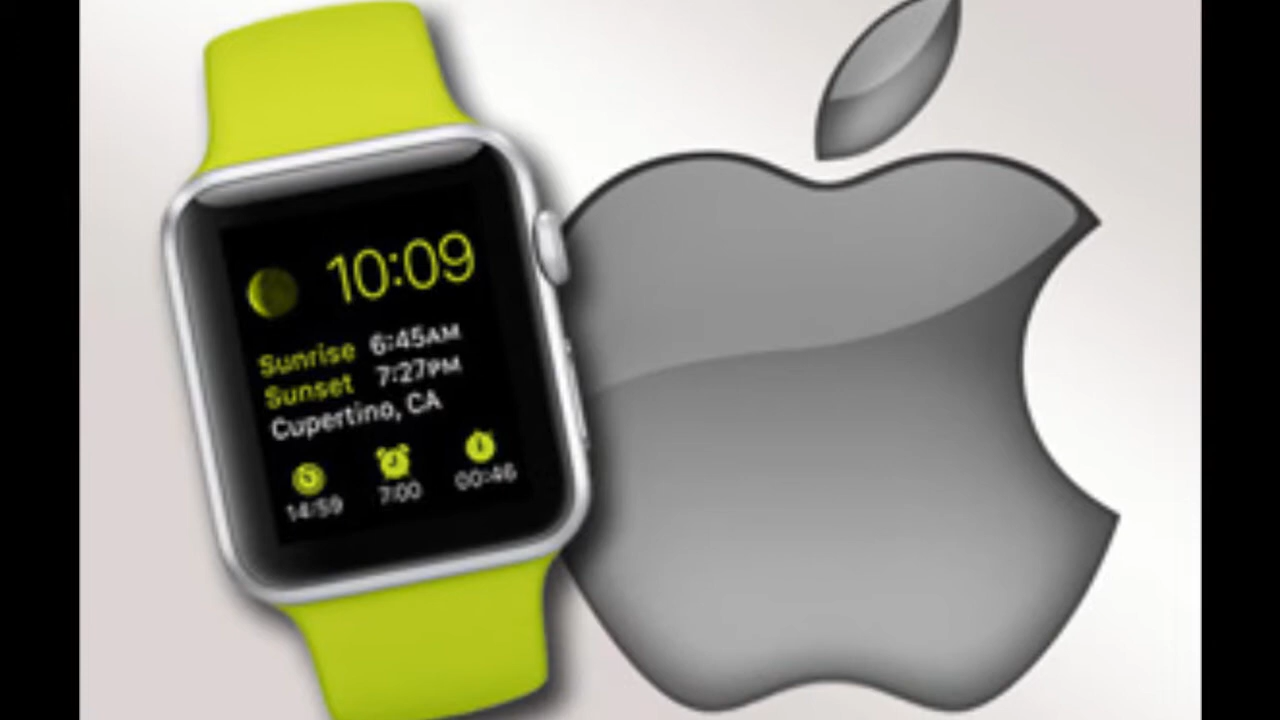 10:09
Sunrise 6:45AM
Sunset 7:27PM
Cupertino, CA
14:59 7:00 00:46